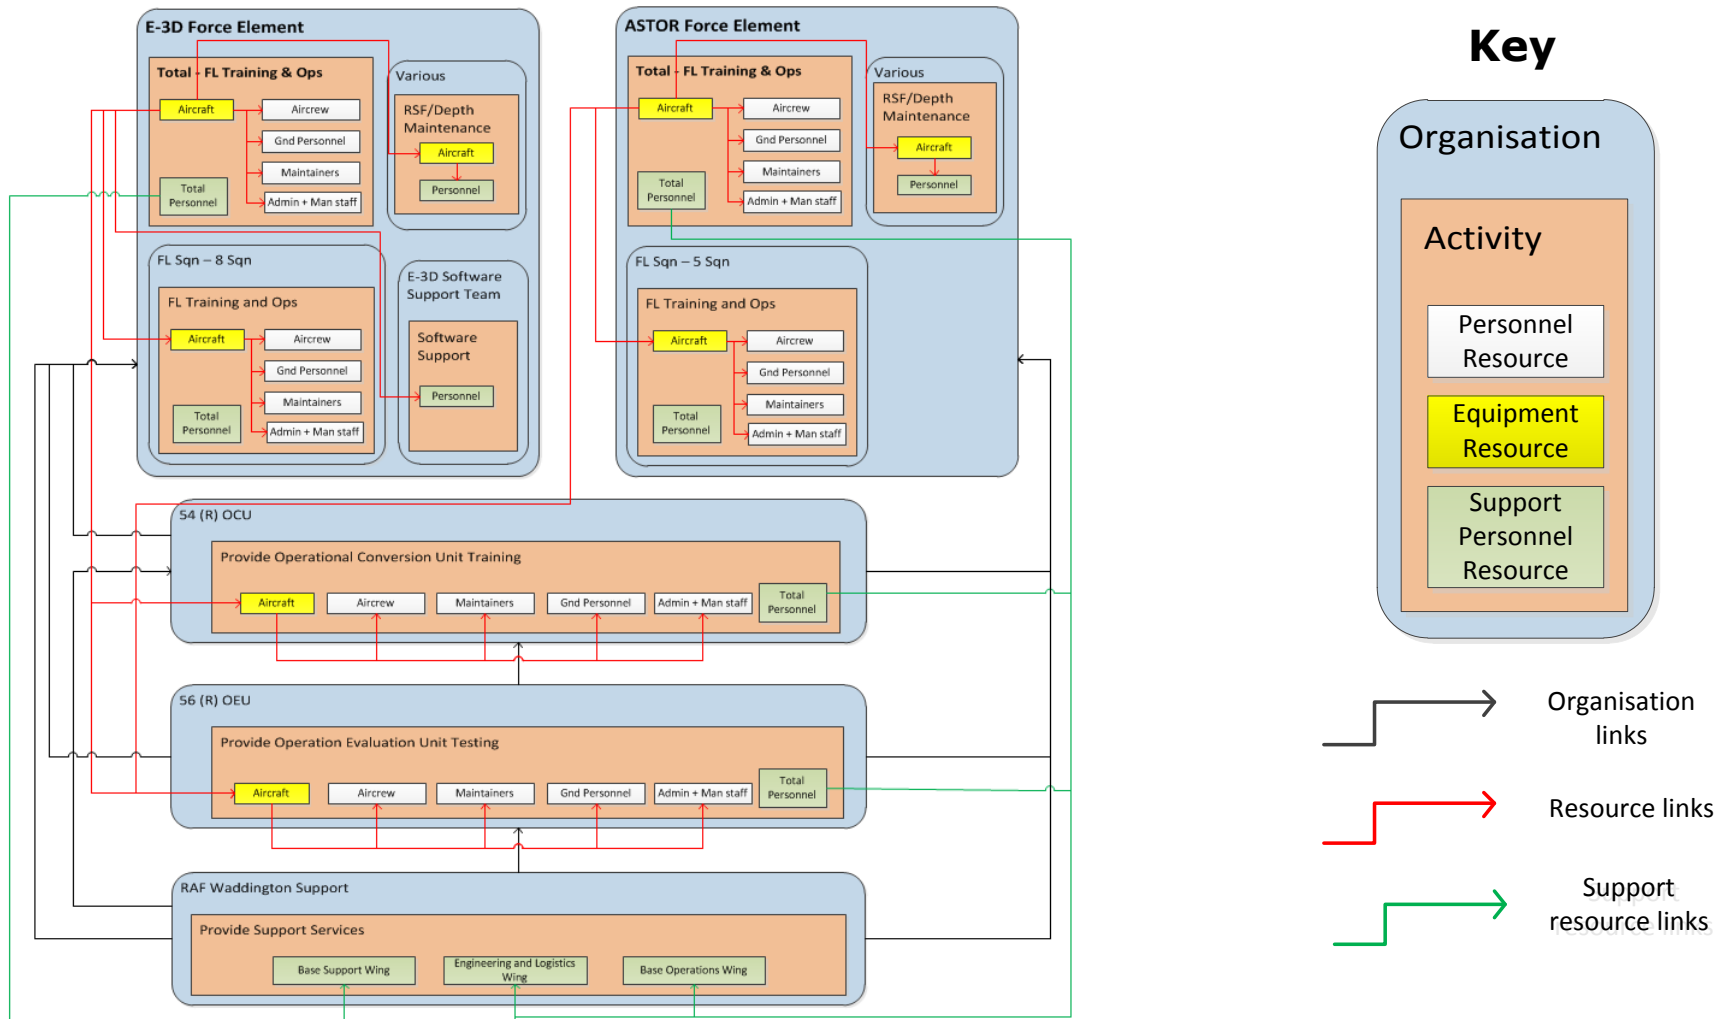 E-3D Force Element
Total - FL Training & Ops
Aircraft
Aircrew
Gnd Personnel
Maintainers
Admin + Man staff
Total
Personnel
Various
RSF/Depth
Maintenance
Aircraft
Personnel
FL Sqn – 8 Sqn
FL Training and Ops
Aircraft
Aircrew
Gnd Personnel
Maintainers
Admin + Man staff
Total
Personnel
E-3D Software
Support Team
Software
Support
Personnel
ASTOR Force Element
Total - FL Training & Ops
Aircraft
Aircrew
Gnd Personnel
Maintainers
Admin + Man staff
Total
Personnel
Various
RSF/Depth
Maintenance
Aircraft
Personnel
FL Sqn – 5 Sqn
FL Training and Ops
Aircraft
Aircrew
Gnd Personnel
Maintainers
Admin + Man staff
Total
Personnel
54 (R) OCU
Provide Operational Conversion Unit Training
Aircraft
Aircrew
Maintainers
Gnd Personnel
Admin + Man staff
Total
Personnel
56 (R) OEU
Provide Operation Evaluation Unit Testing
Aircraft
Aircrew
Maintainers
Gnd Personnel
Admin + Man staff
Total
Personnel
RAF Waddington Support
Provide Support Services
Base Support Wing
Engineering and Logistics
Wing
Base Operations Wing
Key
Organisation
Activity
Personnel
Resource
Equipment
Resource
Support
Personnel
Resource
Organisation
links
Resource links
Support
resource links